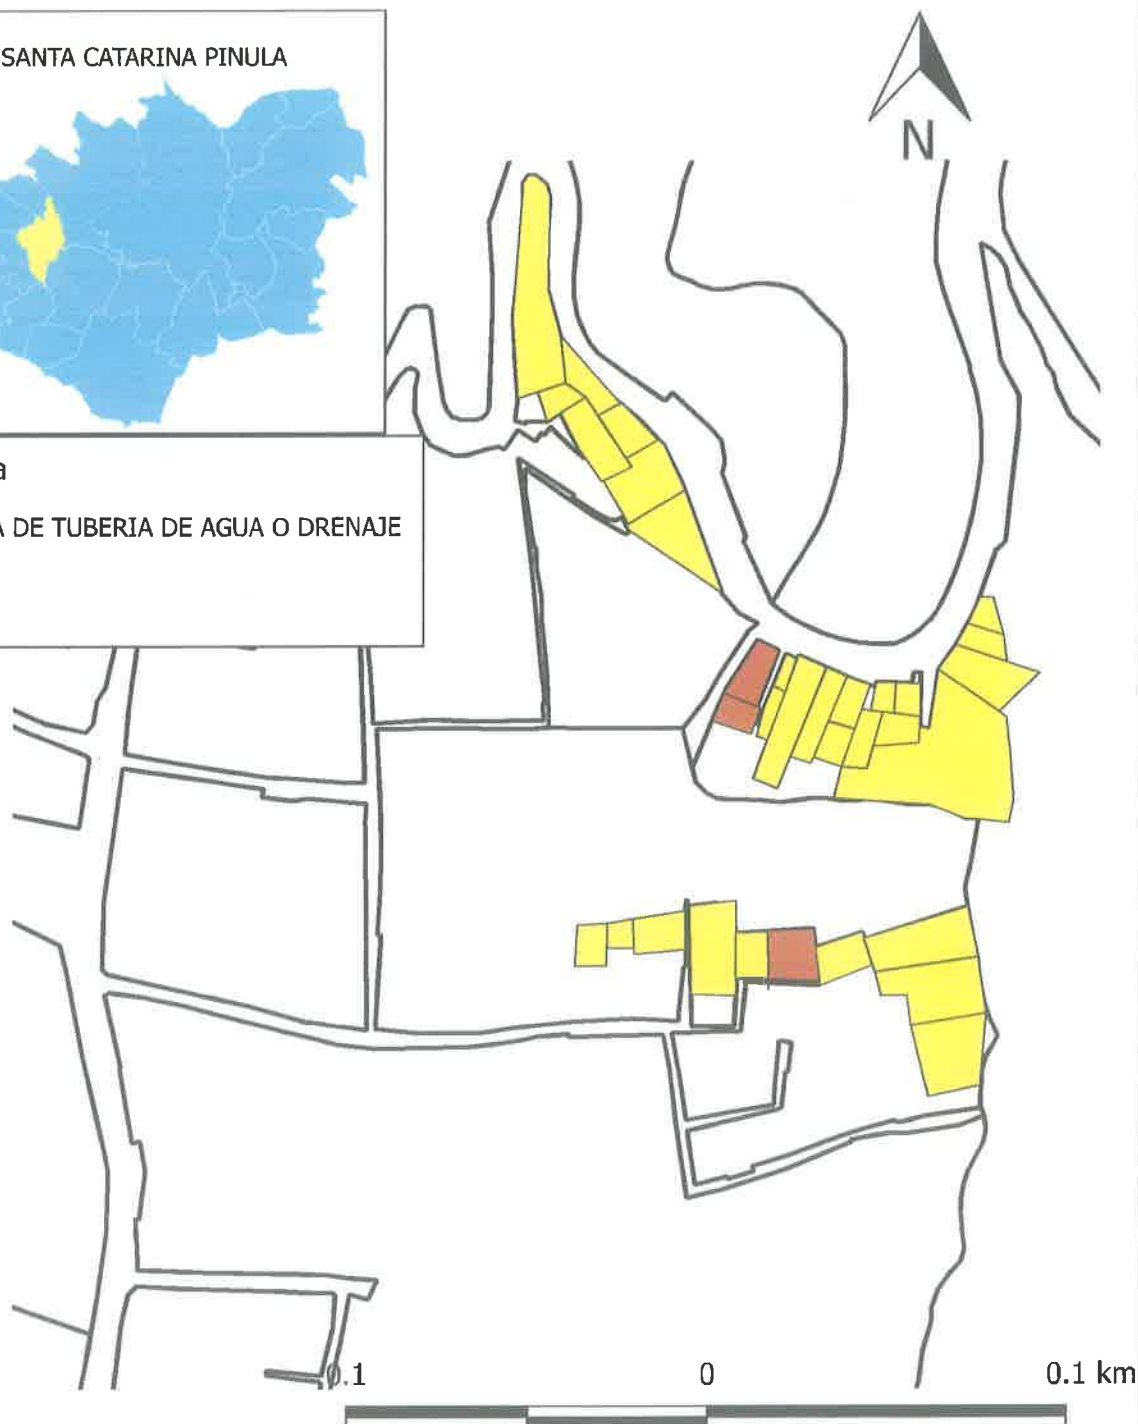 SANTA CATARINA PINULA
N
a
A DE TUBERIA DE AGUA O DRENAJE
0.1 0 0.1 km